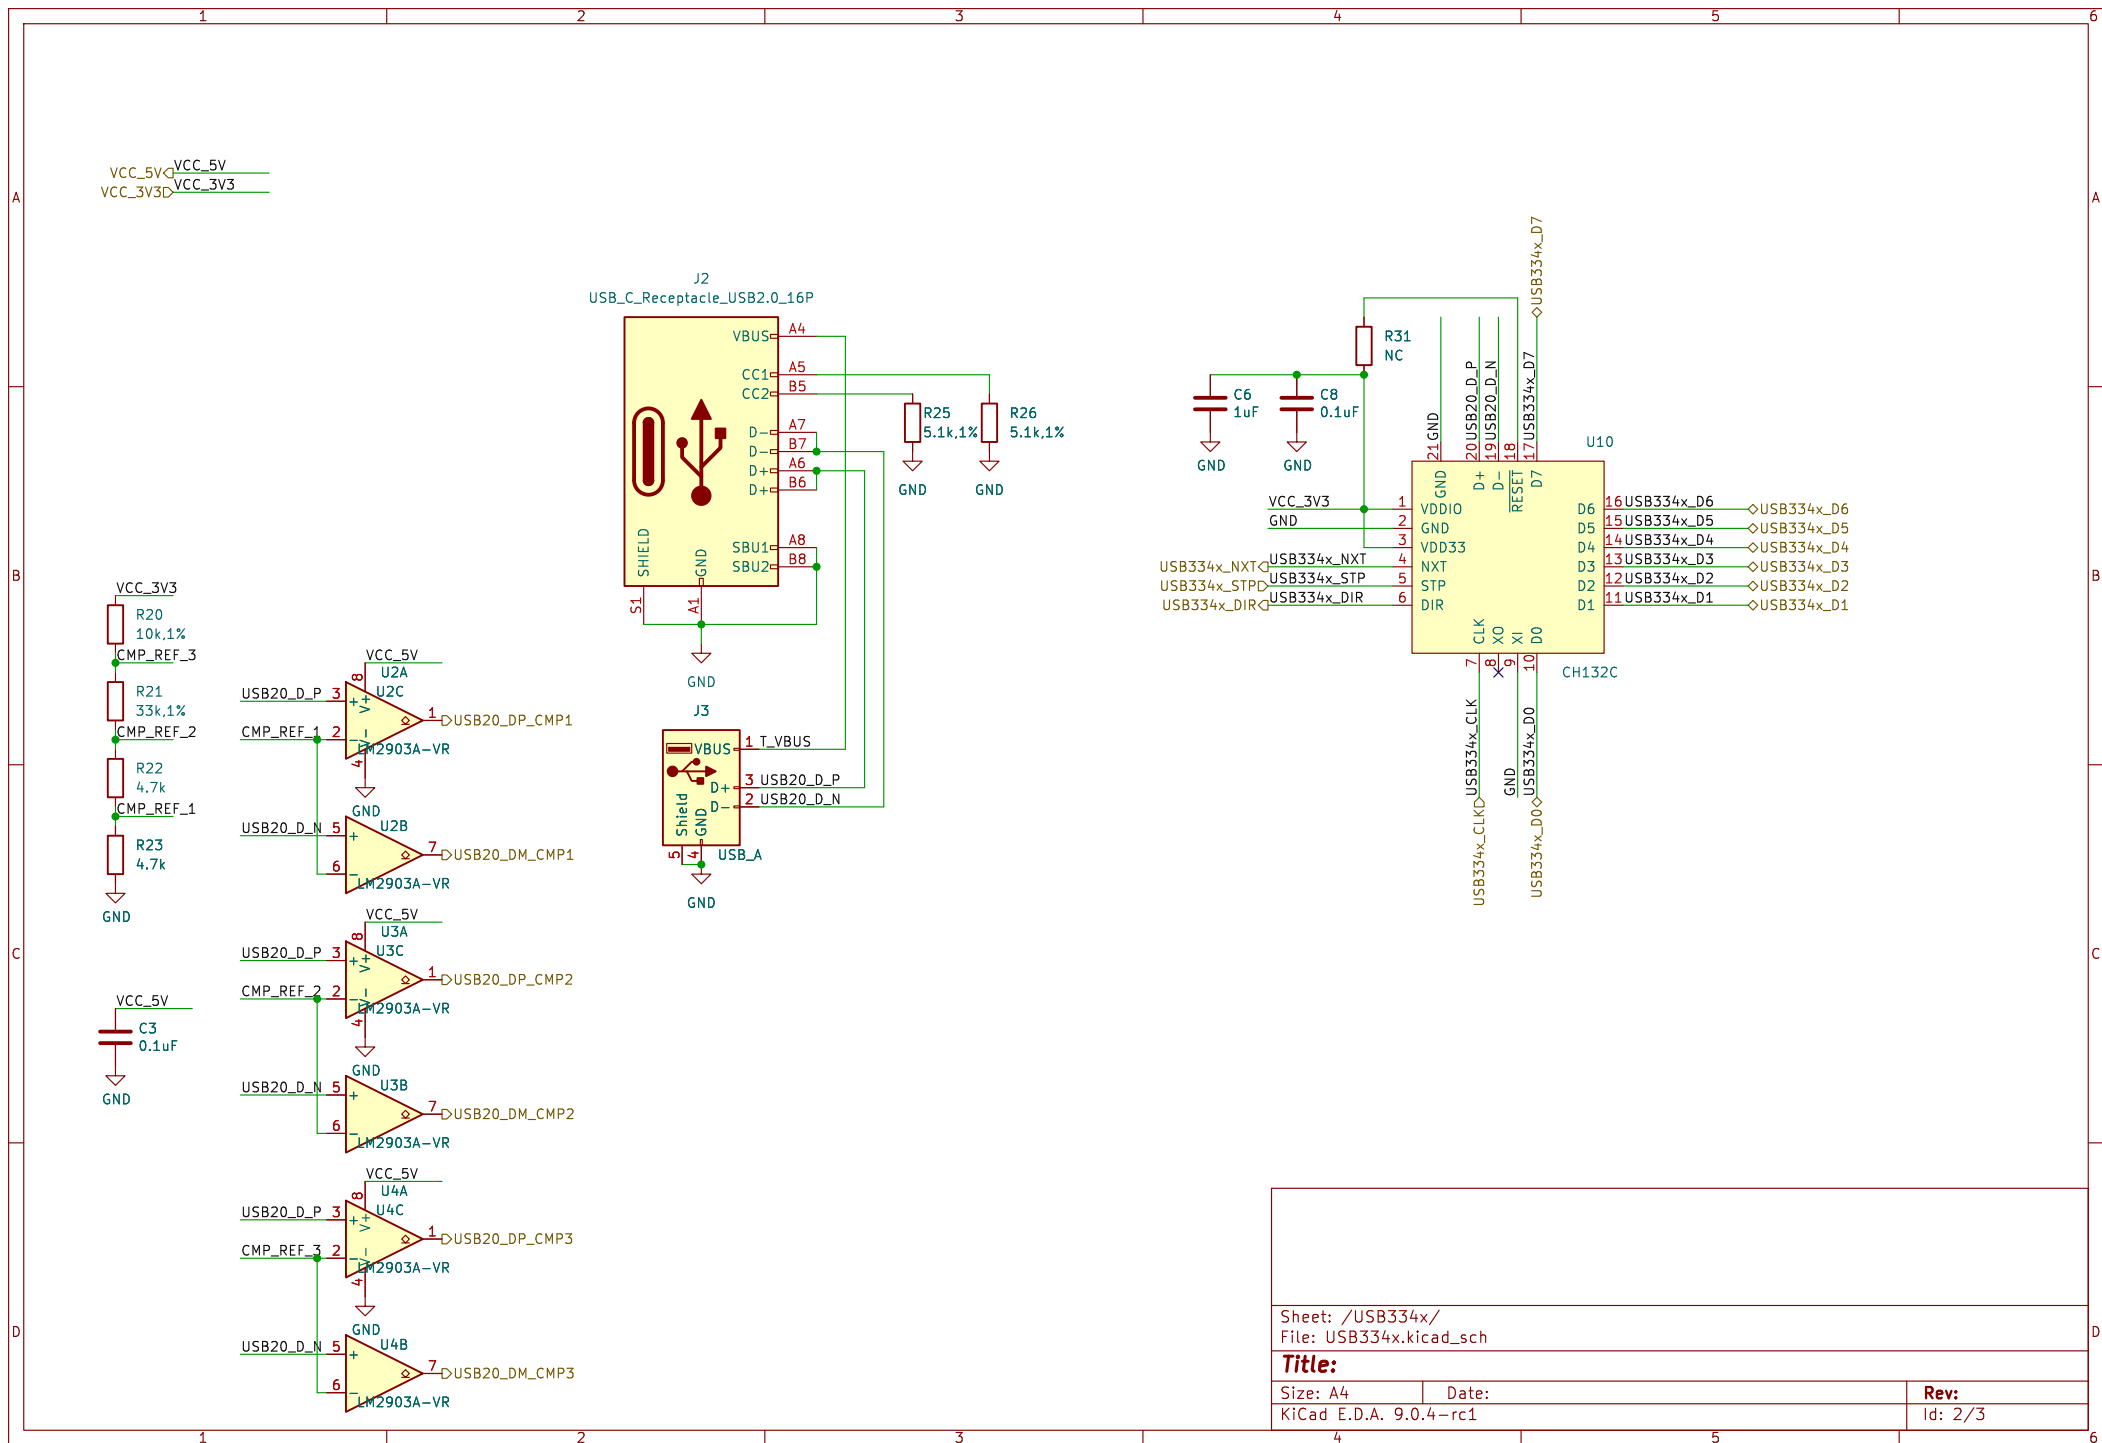 1 2 3 4 5 6
A
B
C
D
VCC_5V VCC_5V
VCC_3V3 VCC_3V3
VCC_3V3
R20
10k,1%
CMP_REF_3
R21
33k,1%
CMP_REF_2
R22
4.7k
CMP_REF_1
R23
4.7k
GND
VCC_5V
C3
0.1uF
GND
VCC_5V
U2A
U2C
8
USB20_D_P 3 + V+
1 USB20_DP_CMP1
CMP_REF_1 2 − V−
LM2903A-VR
4
GND
U2B
USB20_D_N 5 +
7 USB20_DM_CMP1
6 −
LM2903A-VR
VCC_5V
U3A
U3C
8
USB20_D_P 3 + V+
1 USB20_DP_CMP2
CMP_REF_2 2 − V−
LM2903A-VR
4
GND
U3B
USB20_D_N 5 +
7 USB20_DM_CMP2
6 −
LM2903A-VR
VCC_5V
U4A
U4C
8
USB20_D_P 3 + V+
1 USB20_DP_CMP3
CMP_REF_3 2 − V−
LM2903A-VR
4
GND
U4B
USB20_D_N 5 +
7 USB20_DM_CMP3
6 −
LM2903A-VR
J2
USB_C_Receptacle_USB2.0_16P
VBUS A4
CC1 A5
CC2 B5
D− A7
D− B7
D+ A6
D+ B6
SBU1 A8
SBU2 B8
SHIELD GND
S1 A1
GND
R25
5.1k,1%
GND
R26
5.1k,1%
GND
J3
VBUS 1 T_VBUS
D+ 3 USB20_D_P
D− 2 USB20_D_N
Shield GND
5 4
USB_A
GND
R31
NC
C6
1uF
GND
C8
0.1uF
GND
USB334x_D7
GND USB20_D_P USB20_D_N USB334x_D7
21 20 19 18 17
U10
GND D+ D− RESET D7
VCC_3V3 1 VDDIO
GND 2 GND
3 VDD33
USB334x_NXT USB334x_NXT 4 NXT
USB334x_STP USB334x_STP 5 STP
USB334x_DIR USB334x_DIR 6 DIR
D6 16 USB334x_D6 USB334x_D6
D5 15 USB334x_D5 USB334x_D5
D4 14 USB334x_D4 USB334x_D4
D3 13 USB334x_D3 USB334x_D3
D2 12 USB334x_D2 USB334x_D2
D1 11 USB334x_D1 USB334x_D1
CLK XO XI D0
7 8 9 10
CH132C
USB334x_CLK GND USB334x_D0
USB334x_CLK USB334x_D0
Sheet: /USB334x/
File: USB334x.kicad_sch
Title:
Size: A4 Date: Rev:
KiCad E.D.A. 9.0.4-rc1 Id: 2/3
A
B
C
D
1 2 3 4 5 6